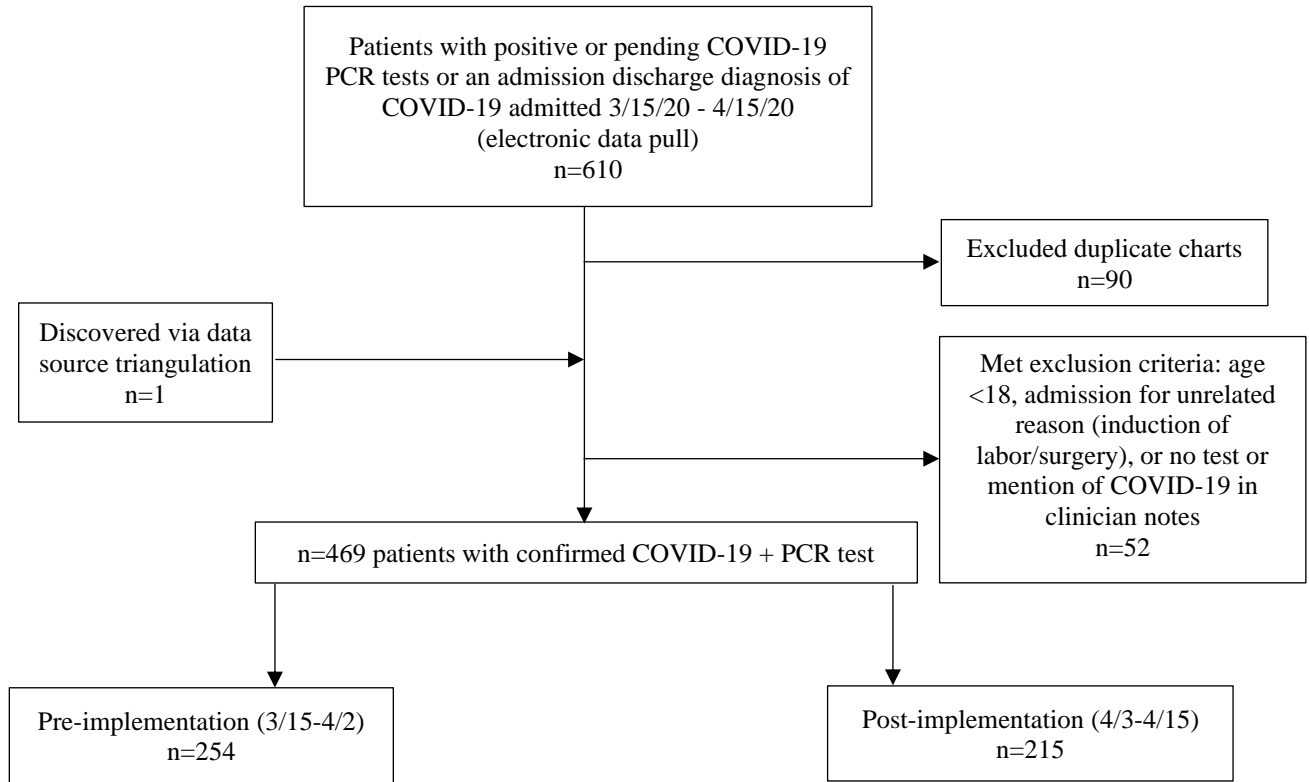 Patients with positive or pending COVID-19
PCR tests or an admission discharge diagnosis of
COVID-19 admitted 3/15/20 - 4/15/20
(electronic data pull)
n=610
Excluded duplicate charts
n=90
Discovered via data
source triangulation
n=1
Met exclusion criteria: age
<18, admission for unrelated
reason (induction of
labor/surgery), or no test or
mention of COVID-19 in
clinician notes
n=52
n=469 patients with confirmed COVID-19 + PCR test
Pre-implementation (3/15-4/2)
n=254
Post-implementation (4/3-4/15)
n=215